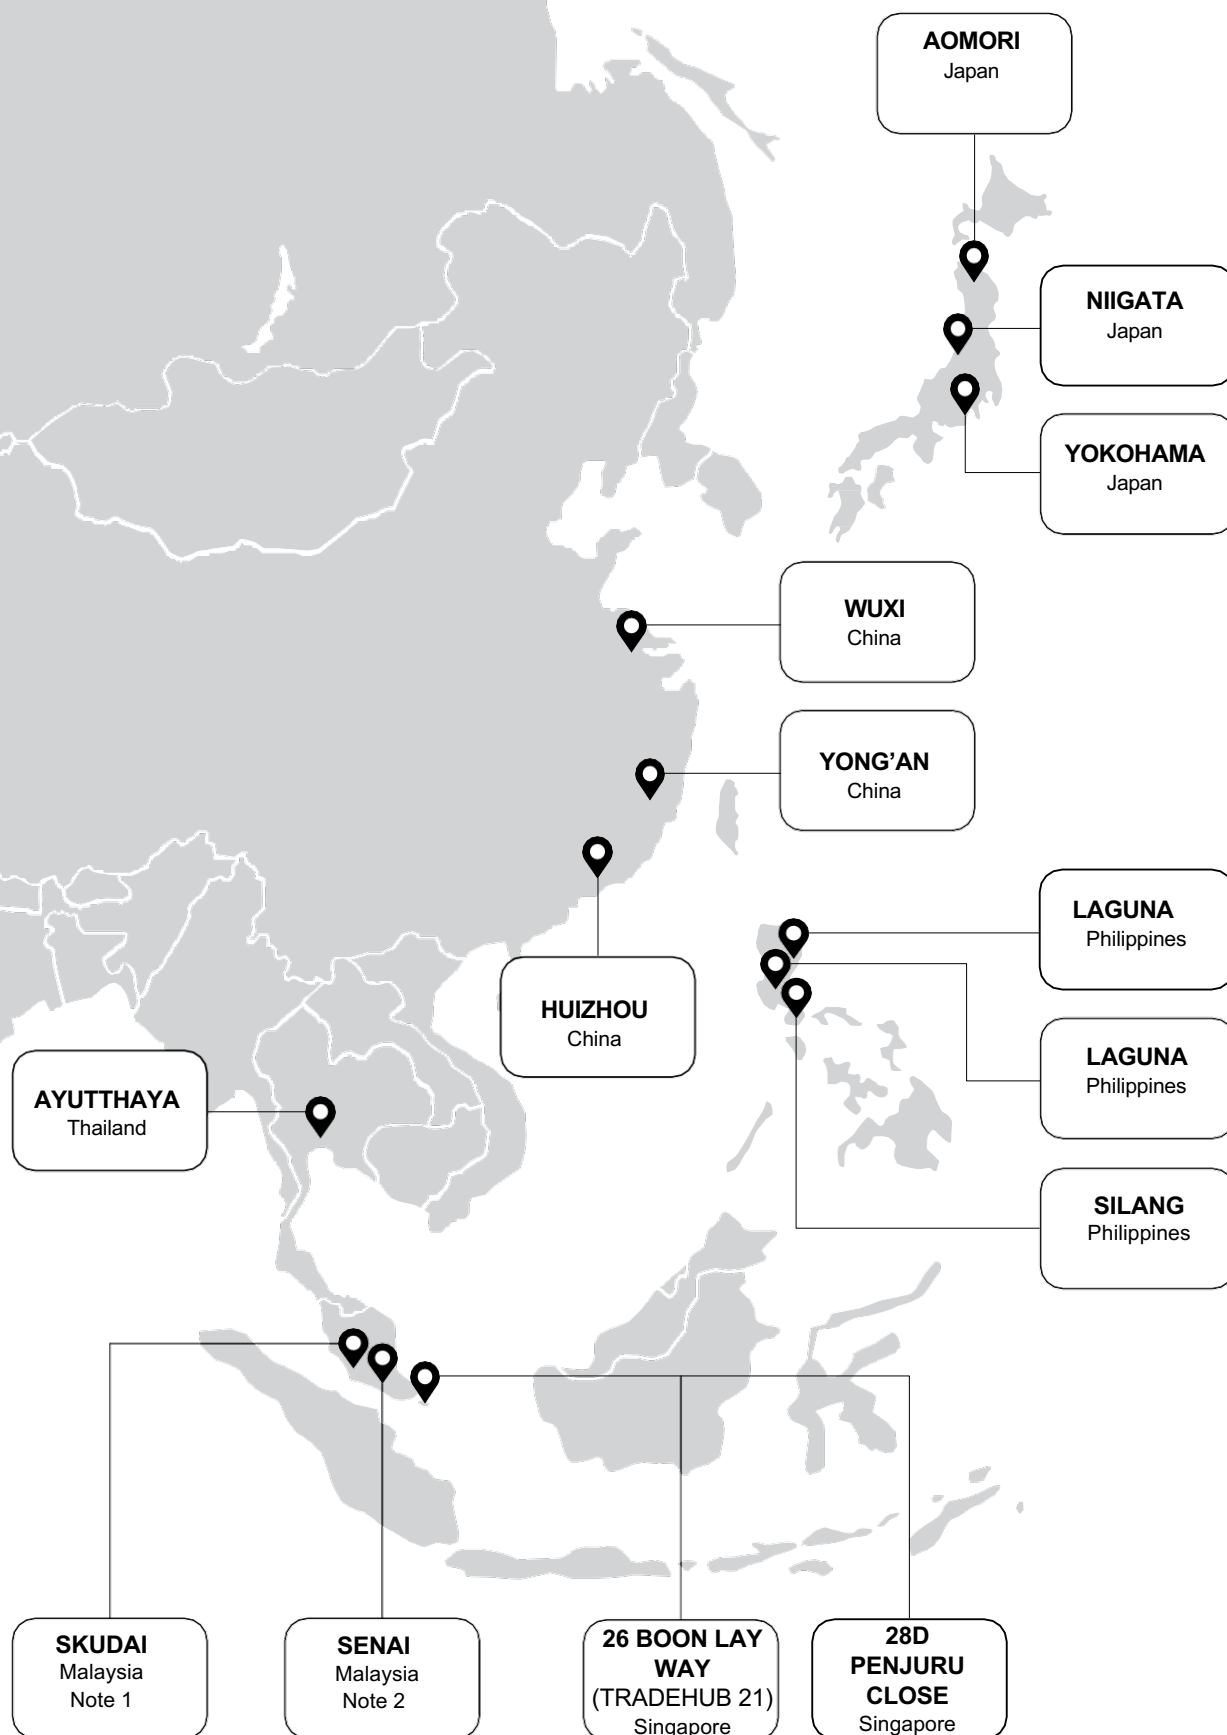 AOMORI
Japan
NIIGATA
Japan
YOKOHAMA
Japan
WUXI
China
YONG’AN
China
LAGUNA
Philippines
HUIZHOU
China
LAGUNA
Philippines
AYUTTHAYA
Thailand
SILANG
Philippines
SKUDAI
Malaysia
Note 1
SENAI
Malaysia
Note 2
26 BOON LAY
WAY
(TRADEHUB 21)
Singapore
28D
PENJURU
CLOSE
Singapore